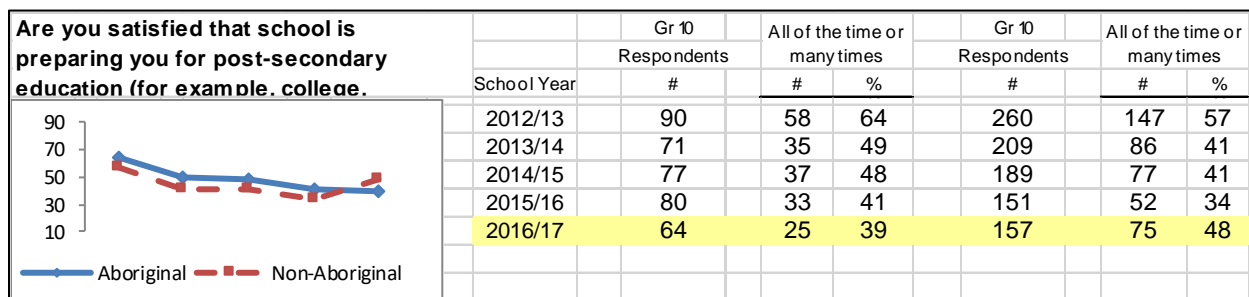 Are you satisfied that school is
preparing you for post-secondary
education (for example, college,
Gr 10 All of the time or Gr 10 All of the time or
Respondents many times Respondents many times
School Year # # % # # %
2012/13 90 58 64 260 147 57
2013/14 71 35 49 209 86 41
2014/15 77 37 48 189 77 41
2015/16 80 33 41 151 52 34
2016/17 64 25 39 157 75 48
90
70
50
30
10
Aboriginal Non-Aboriginal